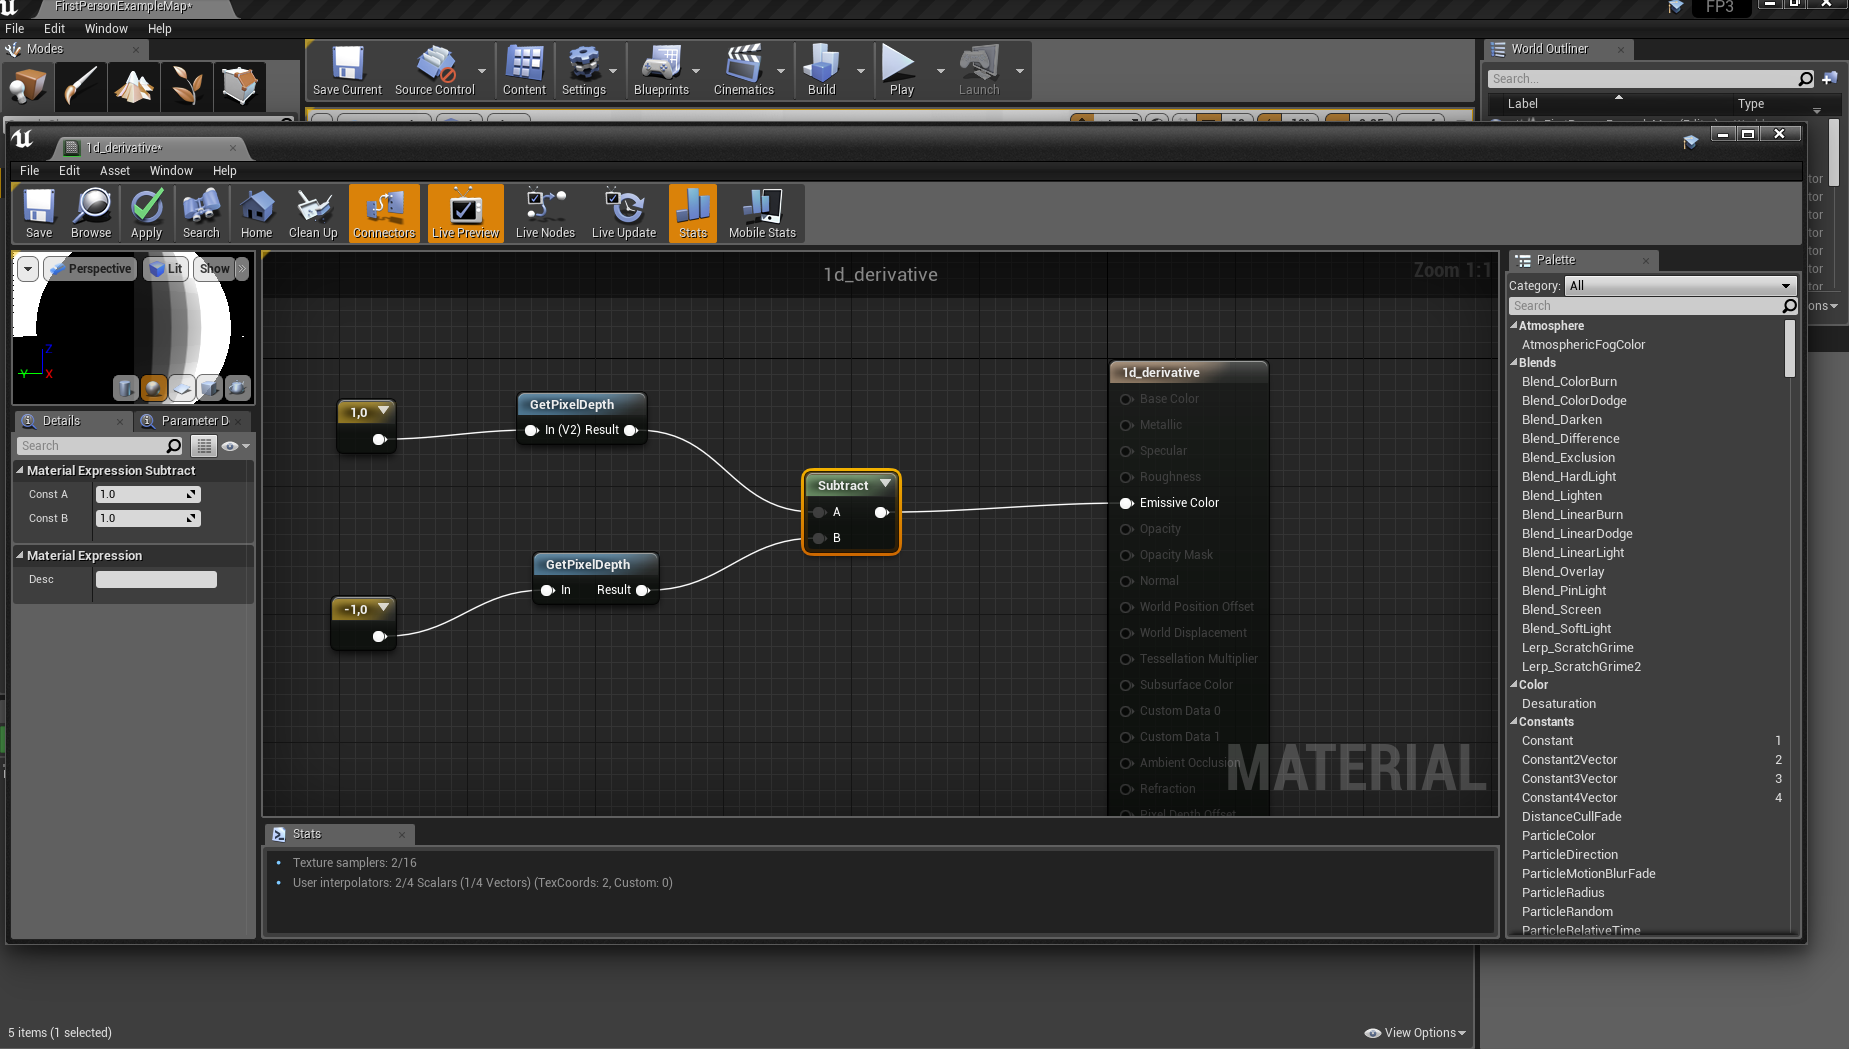 FirstPersonExampleMap*
FP3
File Edit Window Help
Modes
Save Current Source Control Content Settings Blueprints Cinematics Build Play Launch
World Outliner
Search...
Label Type
1d_derivative*
File Edit Asset Window Help
Save Browse Apply Search Home Clean Up Connectors Live Preview Live Nodes Live Update Stats Mobile Stats
Perspective Lit Show
Z
Y X
Details Parameter D
Search
Material Expression Subtract
Const A 1.0
Const B 1.0
Material Expression
Desc
1d_derivative
Zoom 1:1
1,0
GetPixelDepth
In (V2) Result
-1,0
GetPixelDepth
In Result
Subtract
A
B
1d_derivative
Base Color
Metallic
Specular
Roughness
Emissive Color
Opacity
Opacity Mask
Normal
World Position Offset
World Displacement
Tessellation Multiplier
Subsurface Color
Custom Data 0
Custom Data 1
Ambient Occlusion
Refraction
Pixel Depth Offset
MATERIAL
Stats
Texture samplers: 2/16
User interpolators: 2/4 Scalars (1/4 Vectors) (TexCoords: 2, Custom: 0)
Palette
Category: All
Search
Atmosphere
AtmosphericFogColor
Blends
Blend_ColorBurn
Blend_ColorDodge
Blend_Darken
Blend_Difference
Blend_Exclusion
Blend_HardLight
Blend_Lighten
Blend_LinearBurn
Blend_LinearDodge
Blend_LinearLight
Blend_Overlay
Blend_PinLight
Blend_Screen
Blend_SoftLight
Lerp_ScratchGrime
Lerp_ScratchGrime2
Color
Desaturation
Constants
Constant 1
Constant2Vector 2
Constant3Vector 3
Constant4Vector 4
DistanceCullFade
ParticleColor
ParticleDirection
ParticleMotionBlurFade
ParticleRadius
ParticleRandom
ParticleRelativeTime
tor
tor
tor
tor
tor
tor
tor
ons
5 items (1 selected)
View Options